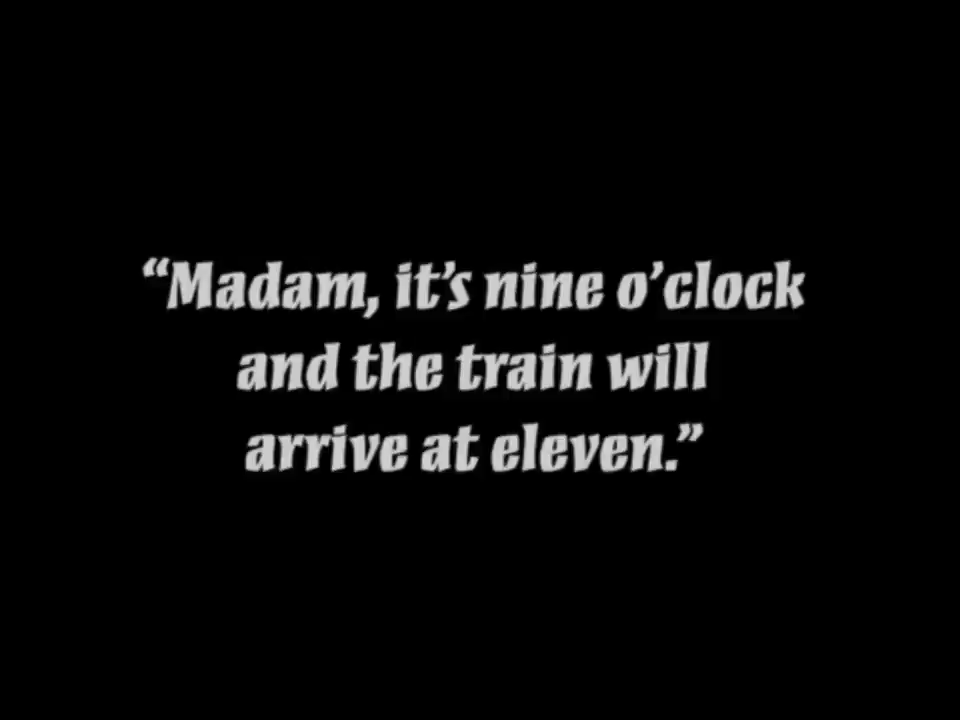 “Madam, it’s nine o’clock
and the train will
arrive at eleven.”